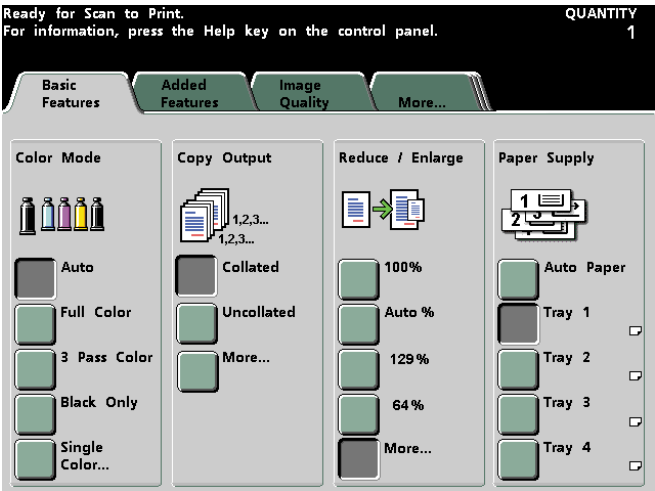 Ready for Scan to Print.
For information, press the Help key on the control panel.
QUANTITY
1
Basic
Features
Added
Features
Image
Quality
More...
Color Mode
Auto
Full Color
3 Pass Color
Black Only
Single
Color...
Copy Output
1,2,3...
1,2,3...
Collated
Uncollated
More...
Reduce / Enlarge
100%
Auto %
129%
64%
More...
Paper Supply
1
2
3
Auto Paper
Tray 1
Tray 2
Tray 3
Tray 4